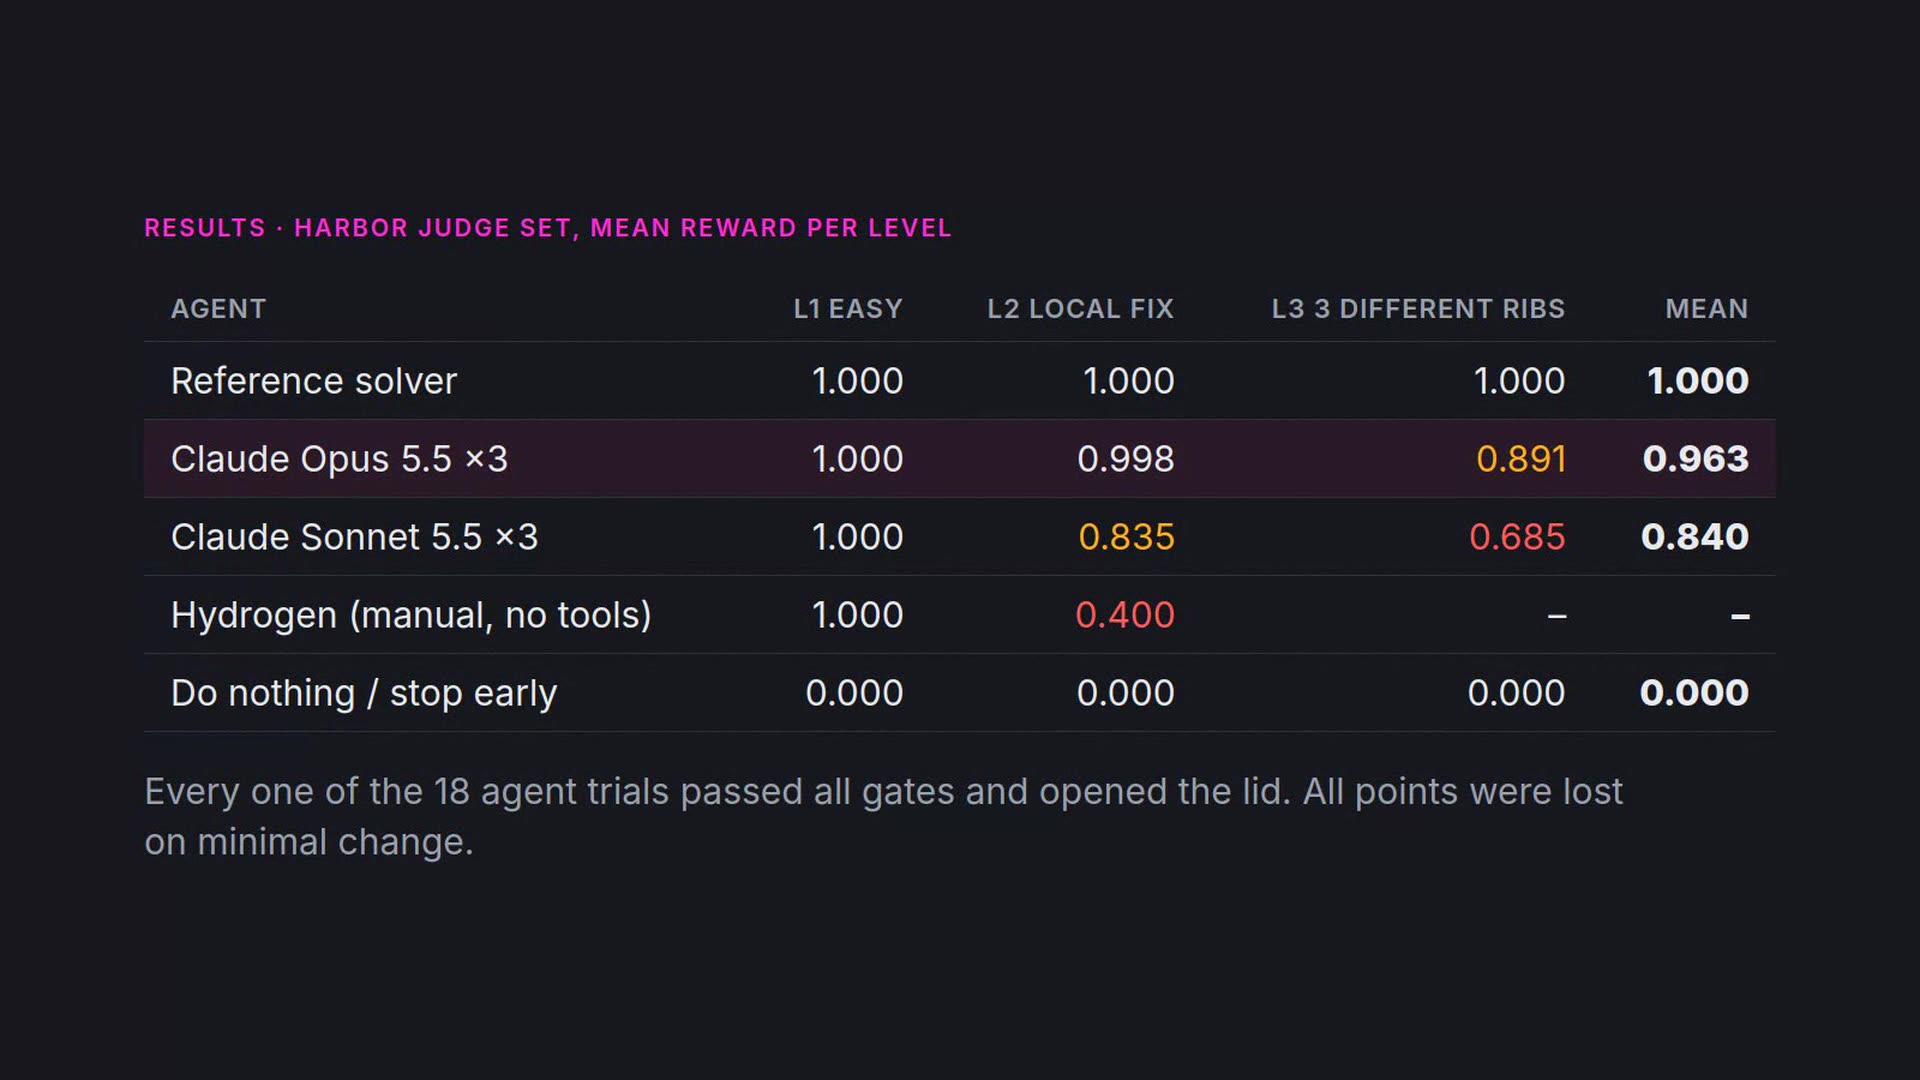 RESULTS · HARBOR JUDGE SET, MEAN REWARD PER LEVEL
AGENT L1 EASY L2 LOCAL FIX L3 3 DIFFERENT RIBS MEAN
Reference solver 1.000 1.000 1.000 1.000
Claude Opus 5.5 ×3 1.000 0.998 0.891 0.963
Claude Sonnet 5.5 ×3 1.000 0.835 0.685 0.840
Hydrogen (manual, no tools) 1.000 0.400 – –
Do nothing / stop early 0.000 0.000 0.000 0.000
Every one of the 18 agent trials passed all gates and opened the lid. All points were lost
on minimal change.